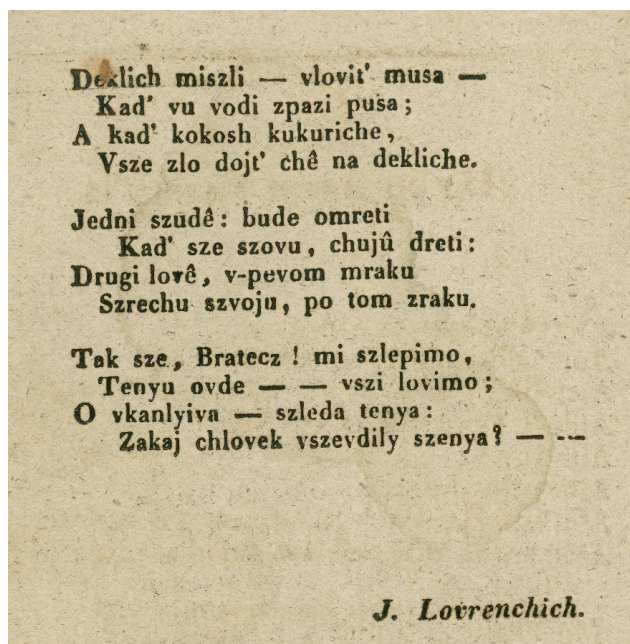 Deklich miszli — vlovit' musa —
Kad' vu vodi zpazi pusa ;
A kad' kokosh kukuriche ,
Vsze zlo dojt' chê na dekliche.
Jedni szudê : bude omreti
Kad' sze szovu , chujû dreti :
Drugi lovê , v-pevom mraku
Szrechu szvoju , po tom zraku.
Tak sze , Bratecz ! mi szlepimo ,
Tenyu ovde — — vszi lovimo ;
O vkanlyiva — szleda tenya :
Zakaj chlovek vszevdily szenya? — ---
J. Lovrenchich.